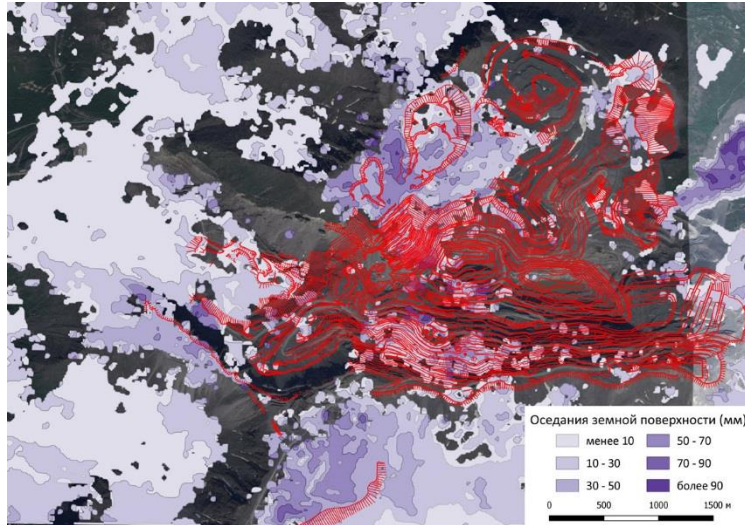 Оседания земной поверхности (мм)
менее 10 50 - 70
10 - 30 70 - 90
30 - 50 более 90
0 500 1000 1500 м